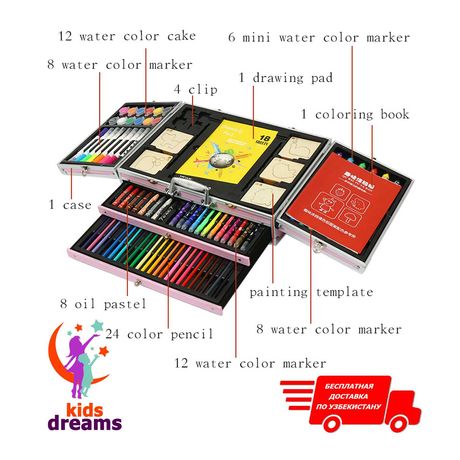 12 water color cake
6 mini water color marker
8 water color marker
4 clip
1 drawing pad
1 coloring book
18
SHEETS
1 case
8 oil pastel
24 color pencil
12 water color marker
painting template
8 water color marker
kids
dreams
БЕСПЛАТНАЯ
ДОСТАВКА
ПО УЗБЕКИСТАНУ